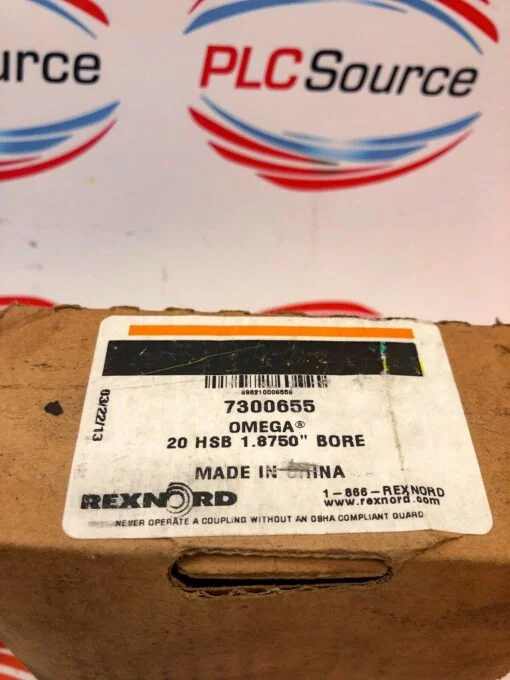 urce
PLCSource
03/22/13
7300655
OMEGA®
20 HSB 1.8750" BORE
MADE IN CHINA
REXNORD
1-866-REXNORD
www.rexnord.com
NEVER OPERATE A COUPLING WITHOUT AN OSHA COMPLIANT GUARD